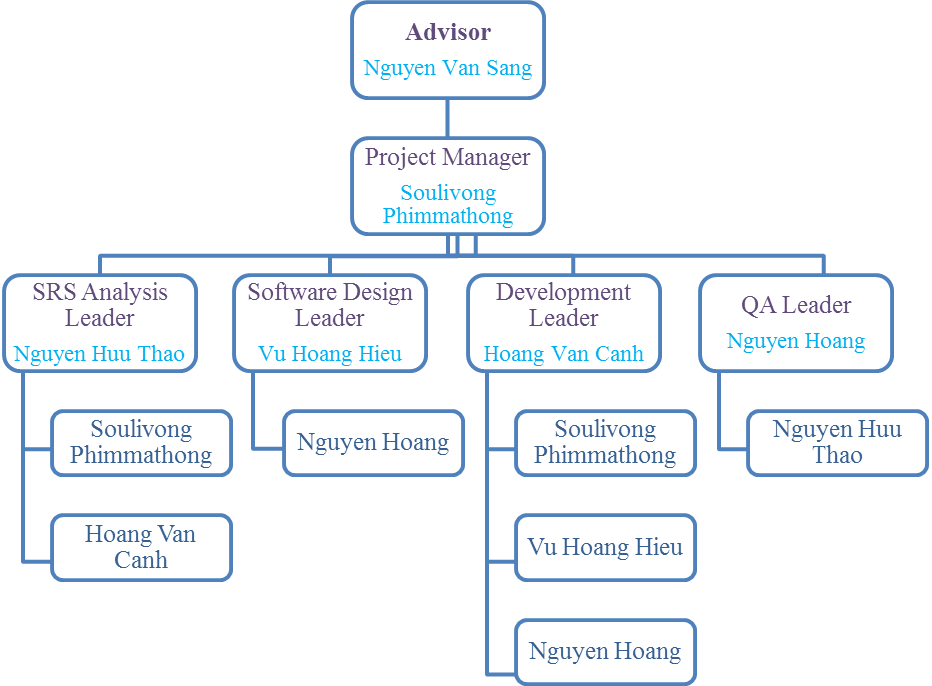 Advisor
Nguyen Van Sang
Project Manager
Soulivong
Phimmathong
SRS Analysis
Leader
Nguyen Huu Thao
Software Design
Leader
Vu Hoang Hieu
Development
Leader
Hoang Van Canh
QA Leader
Nguyen Hoang
Soulivong
Phimmathong
Hoang Van
Canh
Nguyen Hoang
Soulivong
Phimmathong
Vu Hoang Hieu
Nguyen Hoang
Nguyen Huu
Thao